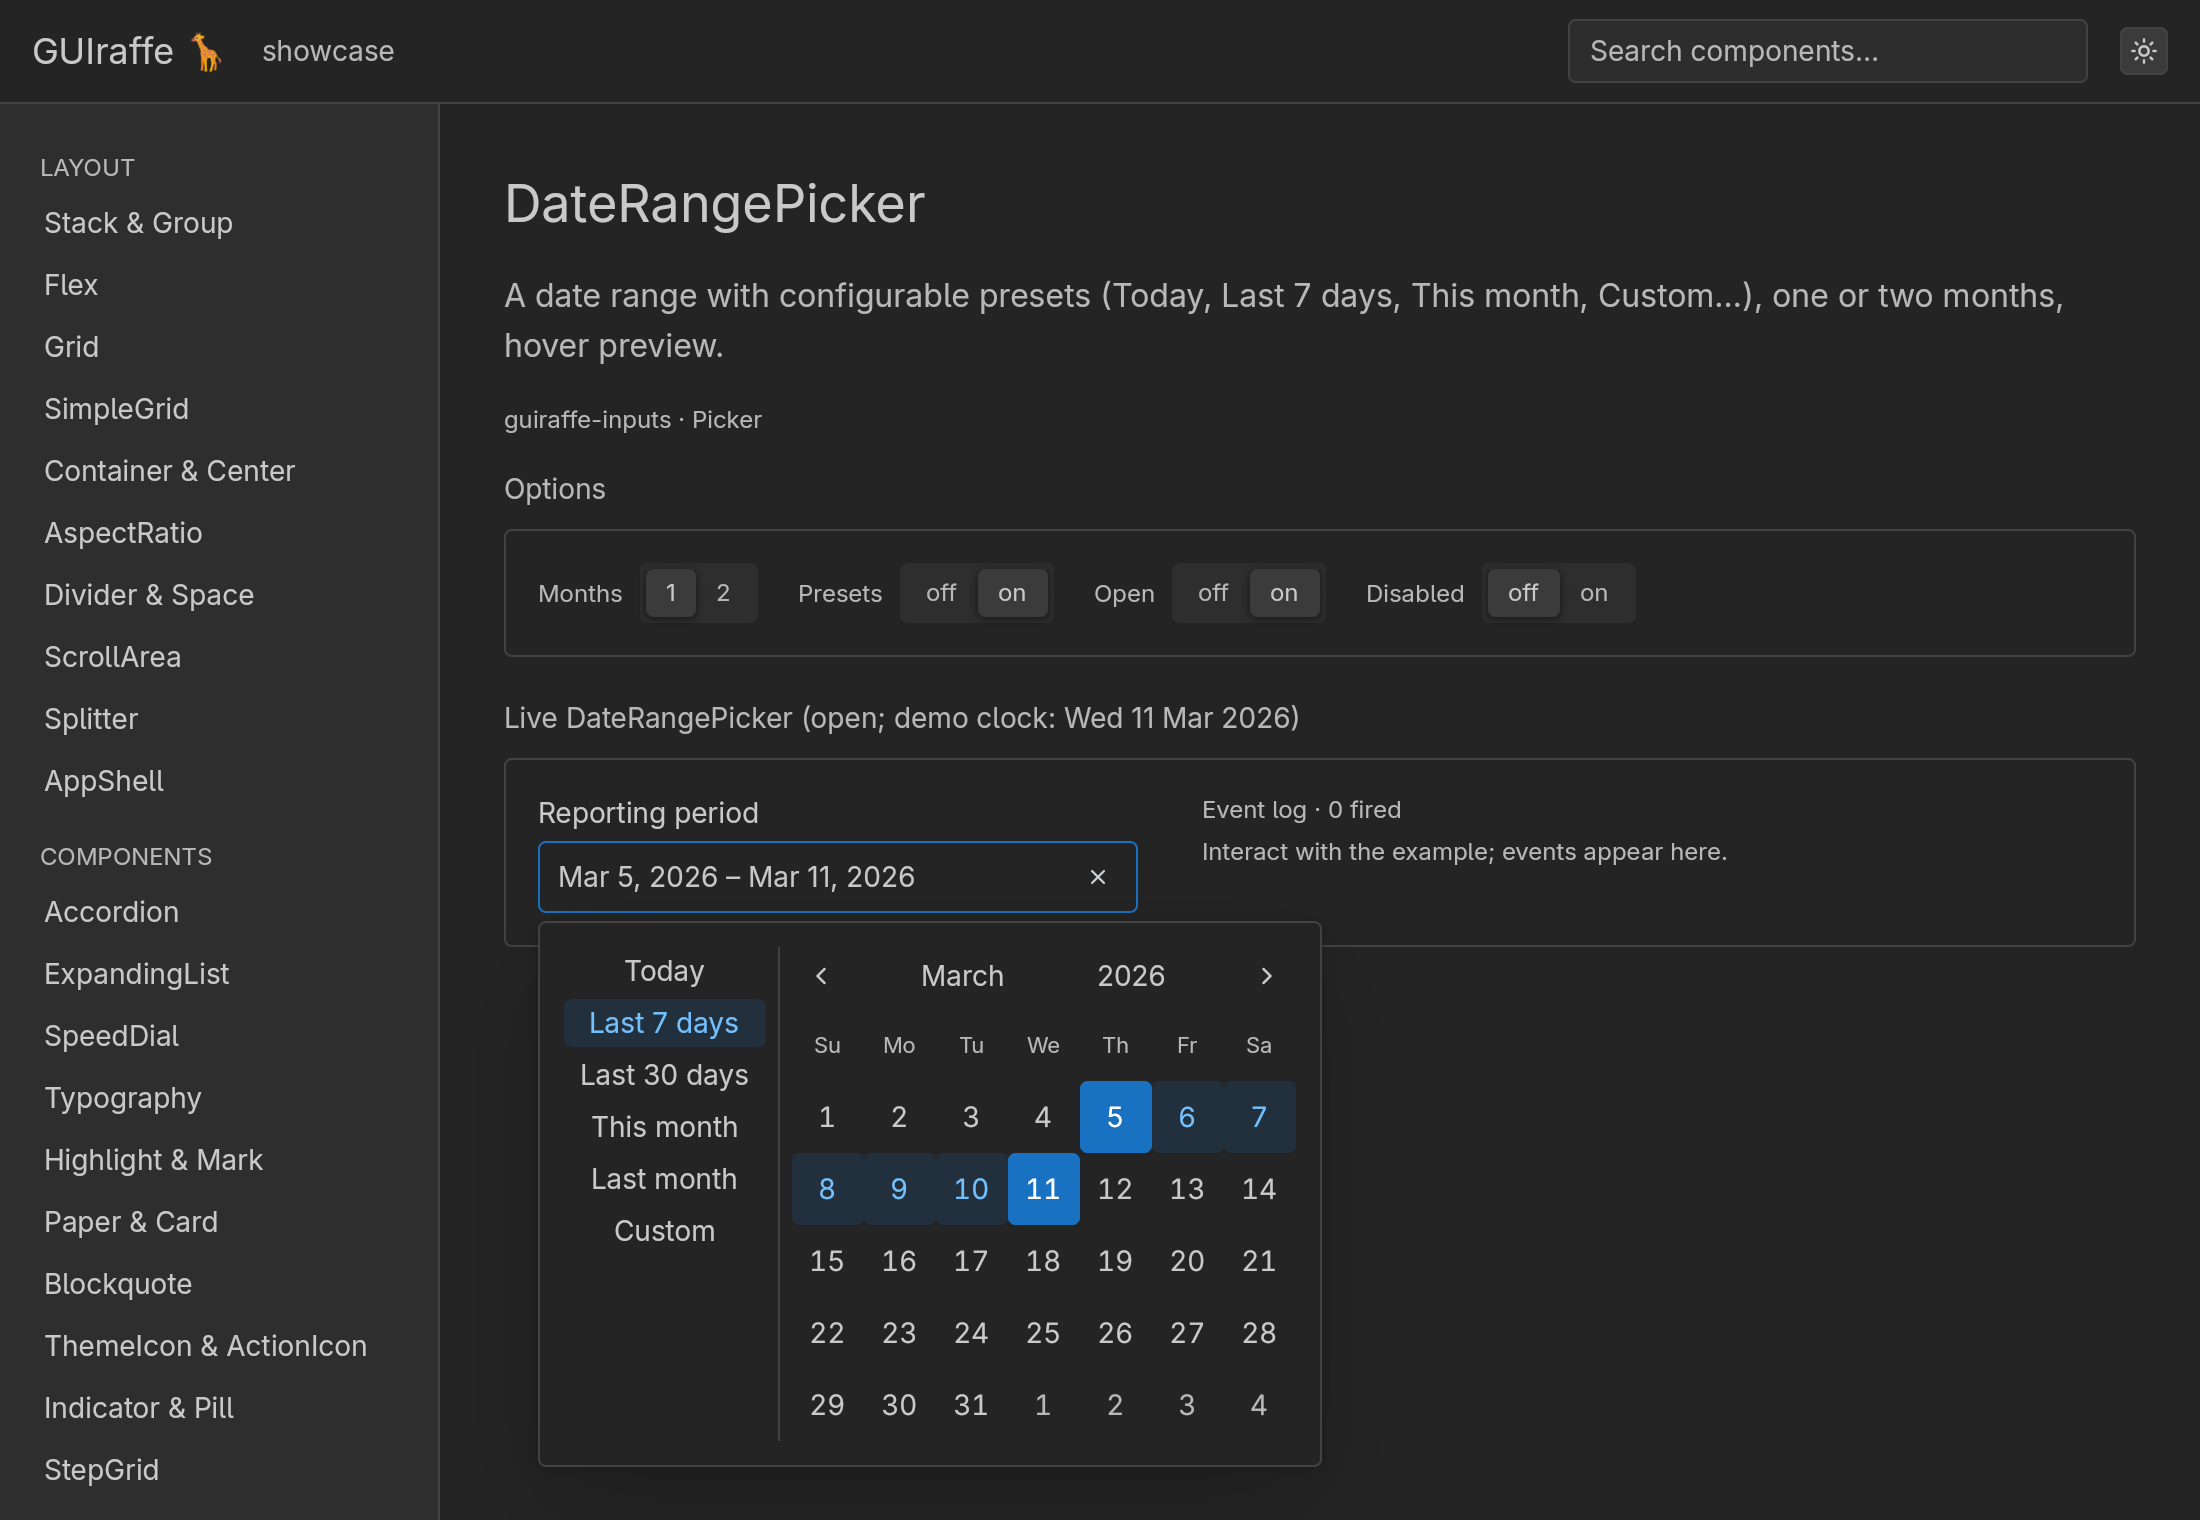 GUIraffe 🦒 showcase
Search components...
LAYOUT
Stack & Group
Flex
Grid
SimpleGrid
Container & Center
AspectRatio
Divider & Space
ScrollArea
Splitter
AppShell
COMPONENTS
Accordion
ExpandingList
SpeedDial
Typography
Highlight & Mark
Paper & Card
Blockquote
ThemeIcon & ActionIcon
Indicator & Pill
StepGrid
DateRangePicker
A date range with configurable presets (Today, Last 7 days, This month, Custom...), one or two months,
hover preview.
guiraffe-inputs · Picker
Options
Months 1 2 Presets off on Open off on Disabled off on
Live DateRangePicker (open; demo clock: Wed 11 Mar 2026)
Reporting period
Mar 5, 2026 – Mar 11, 2026
Event log · 0 fired
Interact with the example; events appear here.
Today
Last 7 days
Last 30 days
This month
Last month
Custom
March 2026
Su Mo Tu We Th Fr Sa
1 2 3 4 5 6 7
8 9 10 11 12 13 14
15 16 17 18 19 20 21
22 23 24 25 26 27 28
29 30 31 1 2 3 4